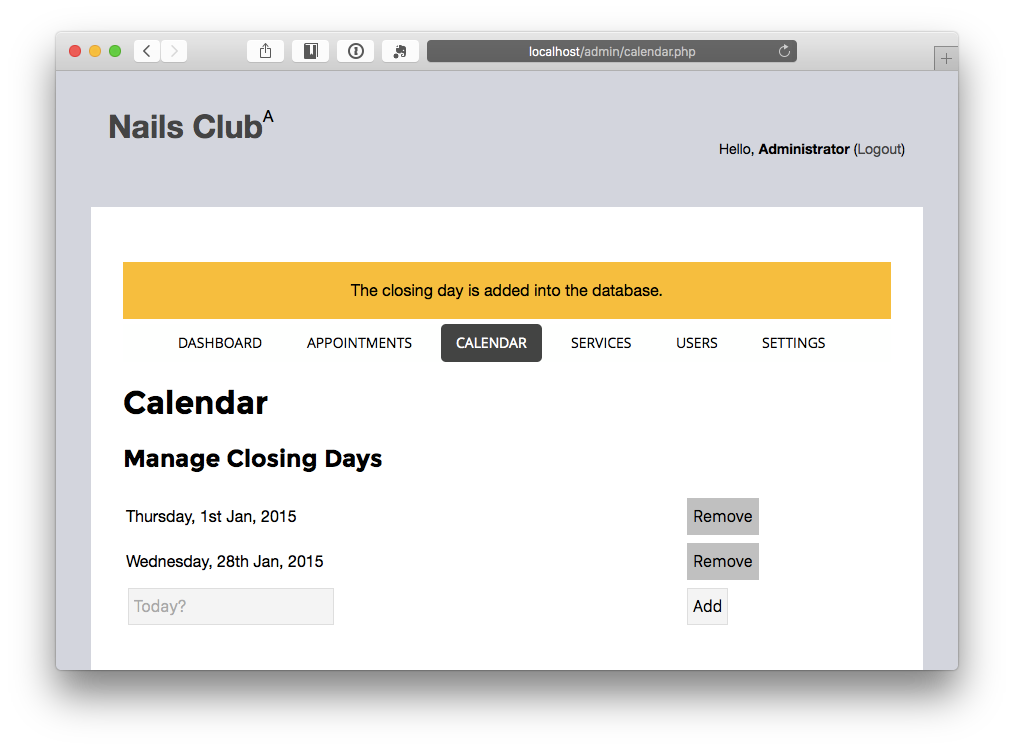 localhost/admin/calendar.php
Nails Club^A
Hello, Administrator (Logout)
The closing day is added into the database.
DASHBOARD APPOINTMENTS CALENDAR SERVICES USERS SETTINGS
Calendar
Manage Closing Days
Thursday, 1st Jan, 2015 Remove
Wednesday, 28th Jan, 2015 Remove
Today? Add